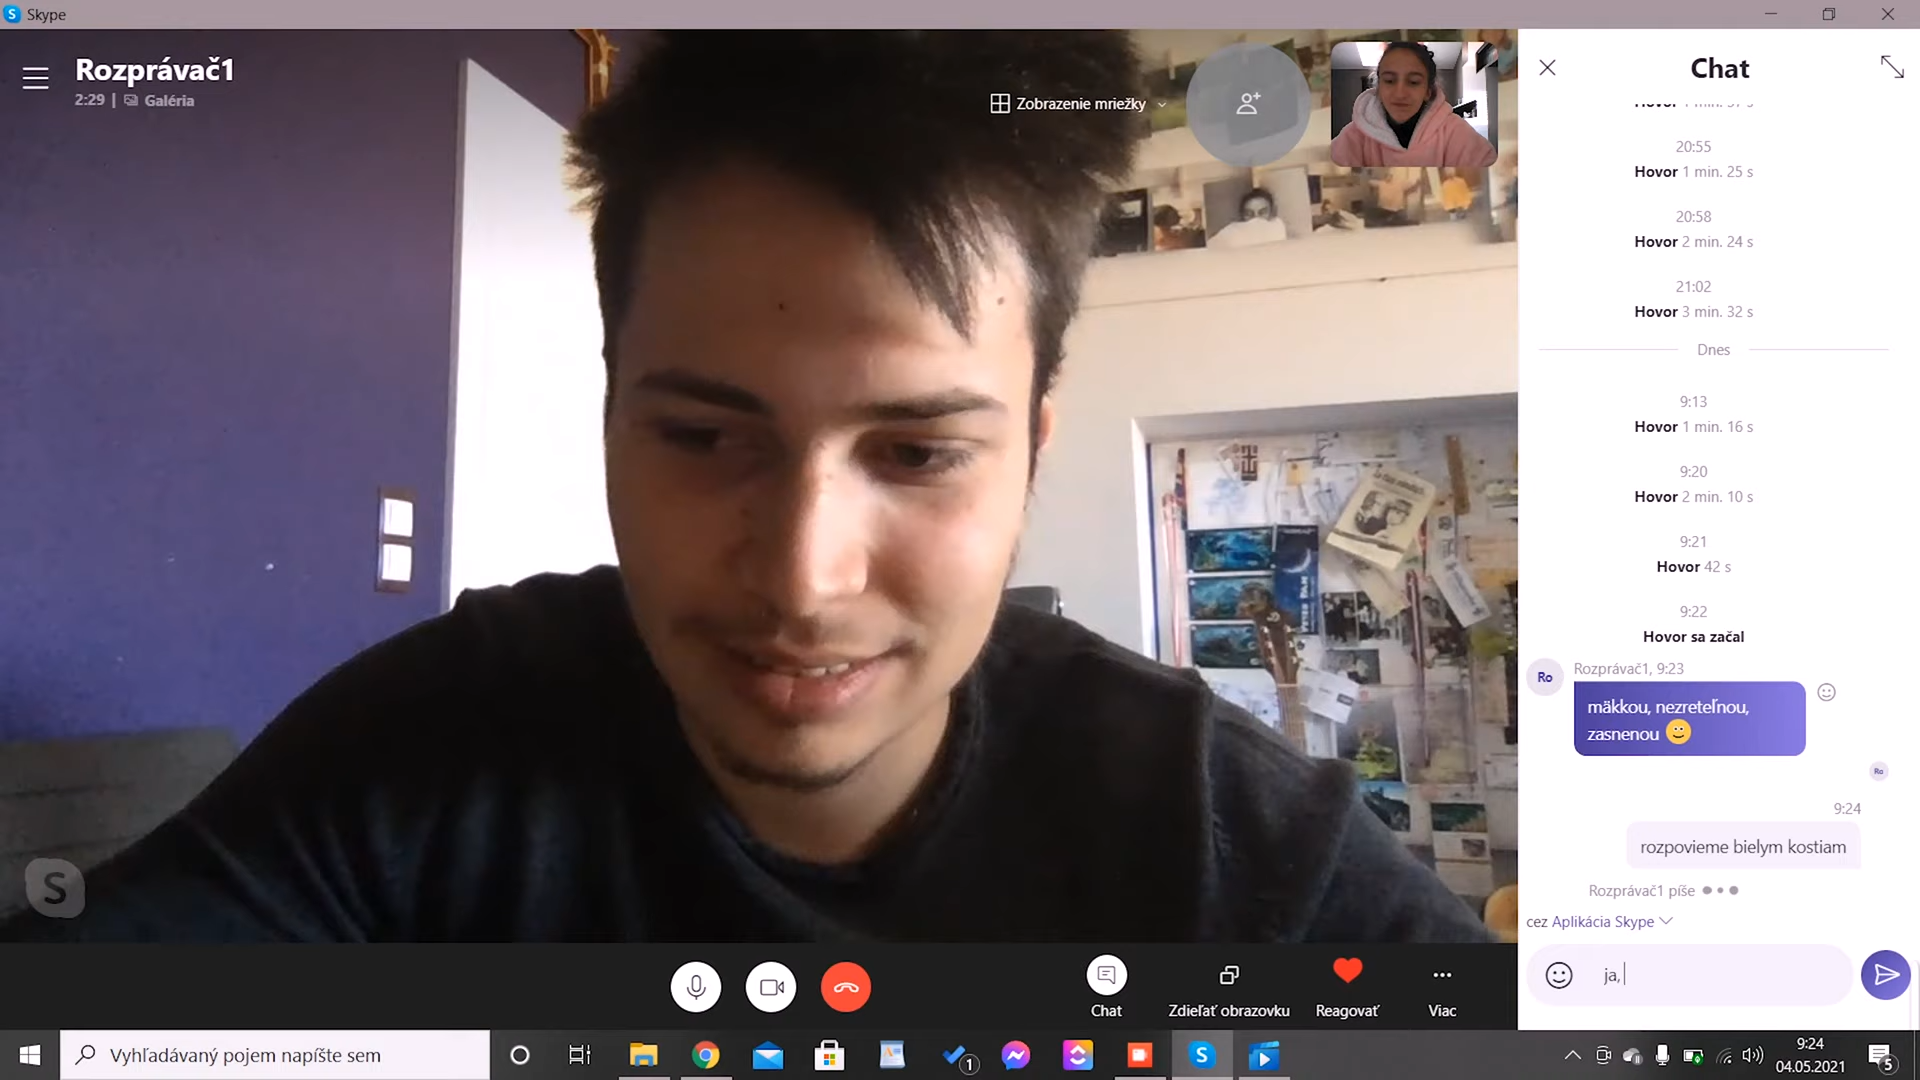 Skype
Rozprávač1
2:29 | Galéria
Zobrazenie mriežky
Chat
20:55
Hovor 1 min. 25 s
20:58
Hovor 2 min. 24 s
21:02
Hovor 3 min. 32 s
Dnes
9:13
Hovor 1 min. 16 s
9:20
Hovor 2 min. 10 s
9:21
Hovor 42 s
9:22
Hovor sa začal
Ro
Rozprávač1, 9:23
mäkkou, nezreteľnou,
zasnenou
Ro
9:24
rozpovieme bielym kostiam
Rozprávač1 píše
cez Aplikácia Skype
ja,
Chat
Zdieľať obrazovku
Reagovať
Viac
Vyhľadávaný pojem napíšte sem
1
9:24
04.05.2021
5